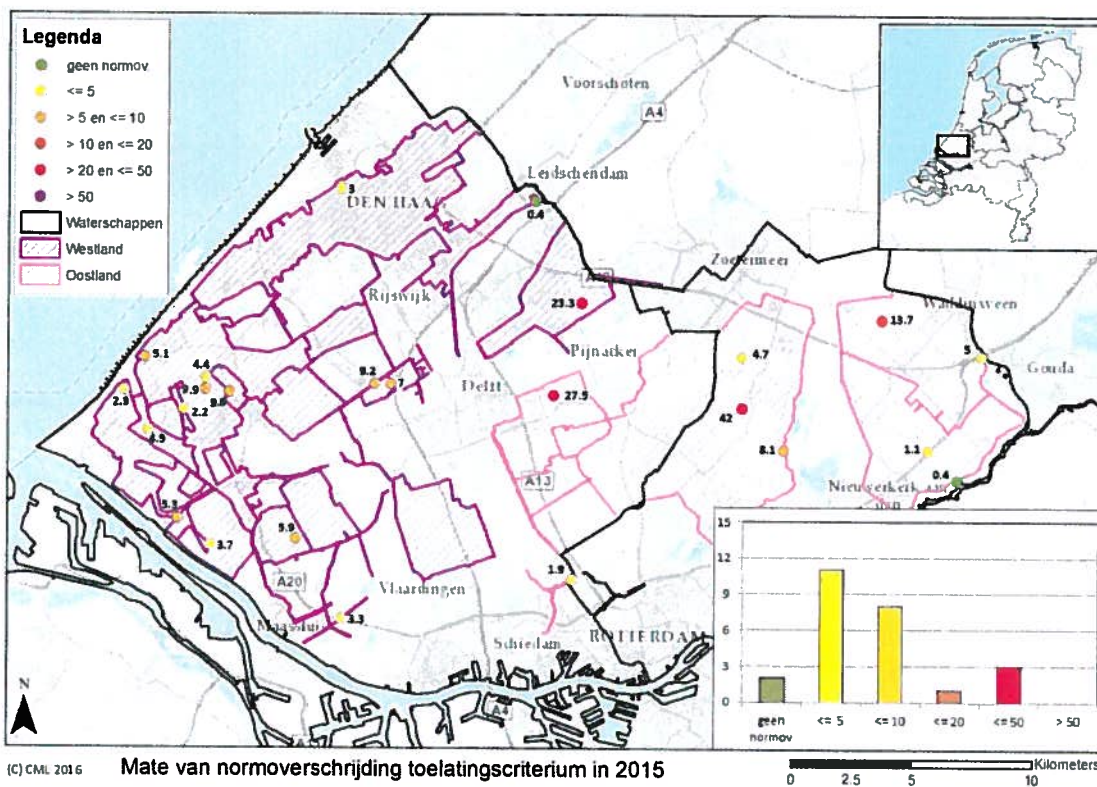 Legenda
geen normov.
<= 5
> 5 en <= 10
> 10 en <= 20
> 20 en <= 50
> 50
Waterschappen
Westland
Oostland
Voorschoten
A4
Leidschendam
3
DEN HAAG
0.4
Zoetermeer
Rijswijk
23.3
Waddinxveen
13.7
5.1
Pijnacker
4.7
5
4.4
9.2
7
Delft
Gouda
2.9
27.5
2.2
42
4.9
8.1
1.1
A13
0.4
Nieuwerkerk
5.3
5.9
3.7
A20
1.9
Vlaardingen
3.3
Maassluis
Schiedam
ROTTERDAM
A4
N
15
12
9
6
3
0
geen normov
<= 5
<= 10
<=20
<=50
> 50
(C) CML 2016
Mate van normoverschrijding toelatingscriterium in 2015
Kilometers
0 2.5 5 10